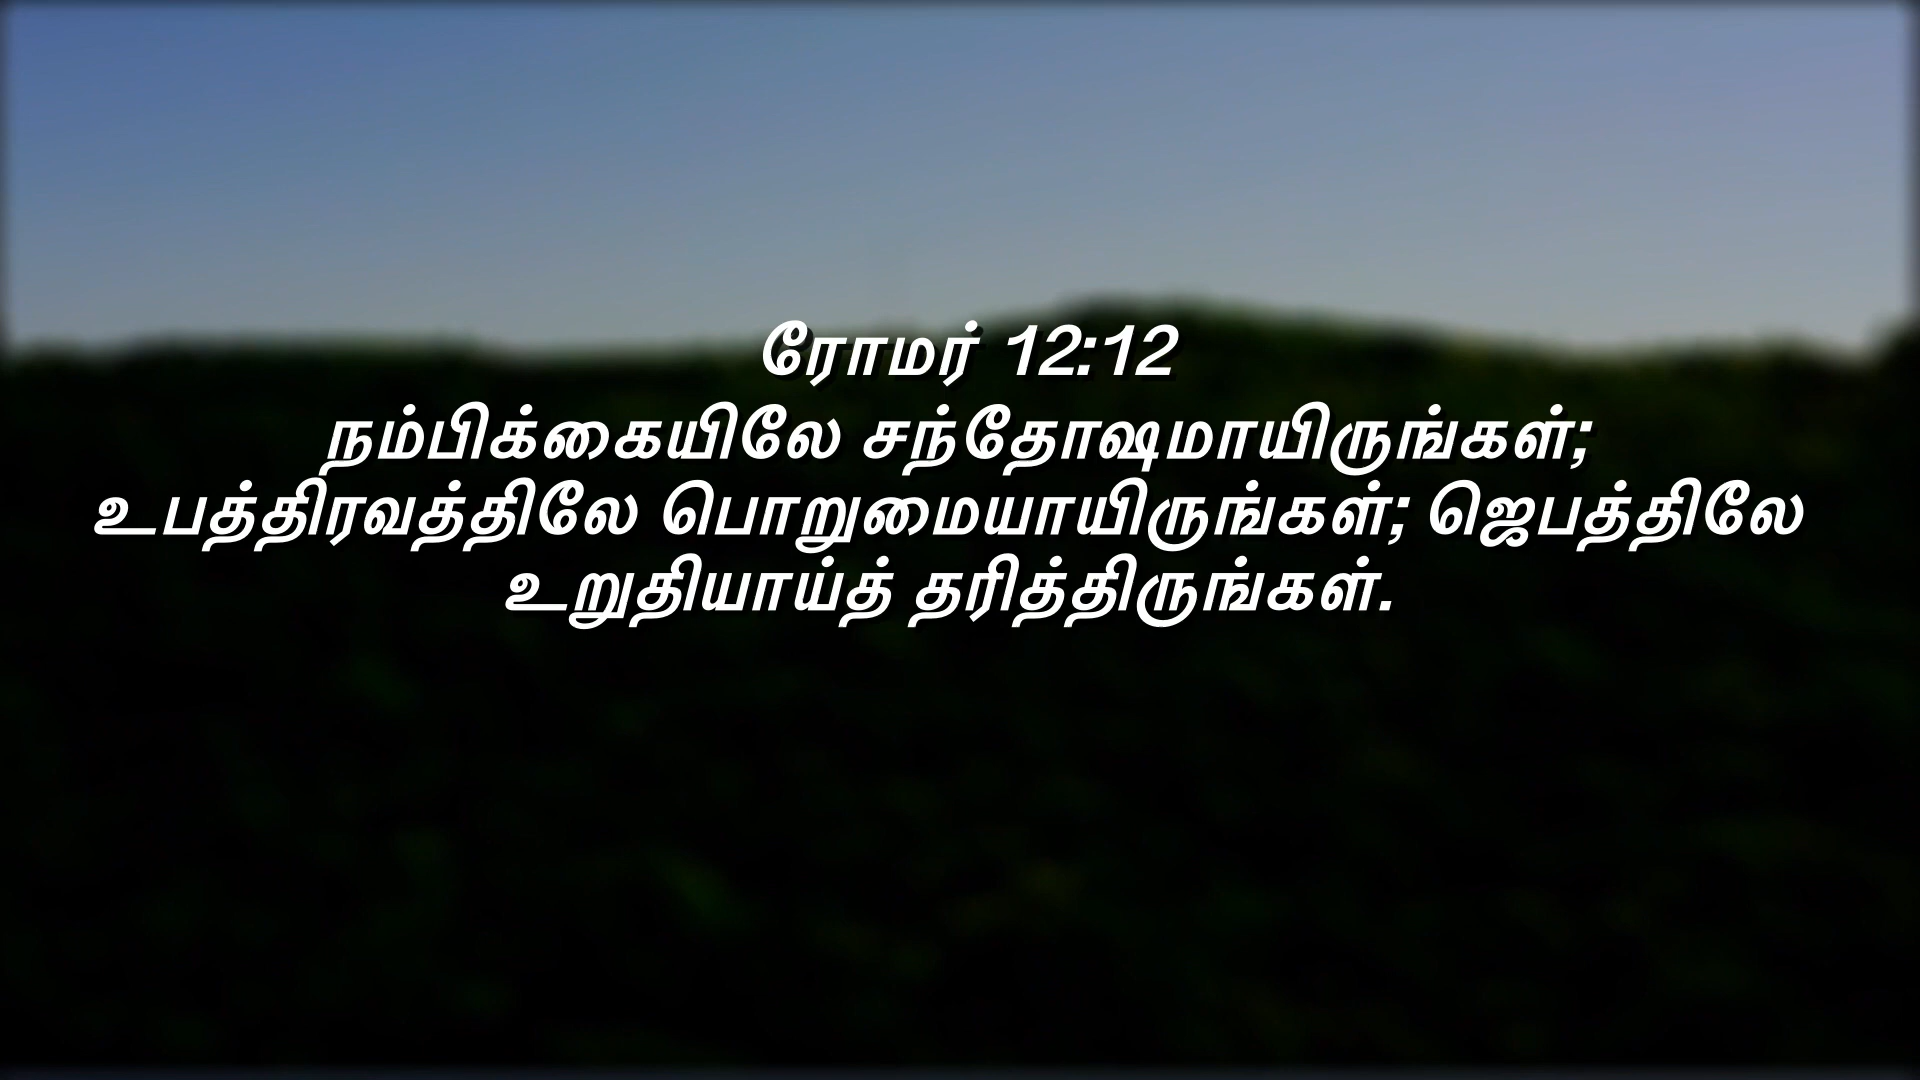 ரோமர் 12:12
நம்பிக்கையிலே சந்தோஷமாயிருங்கள்;
உபத்திரவத்திலே பொறுமையாயிருங்கள்; ஜெபத்திலே
உறுதியாய்த் தரித்திருங்கள்.